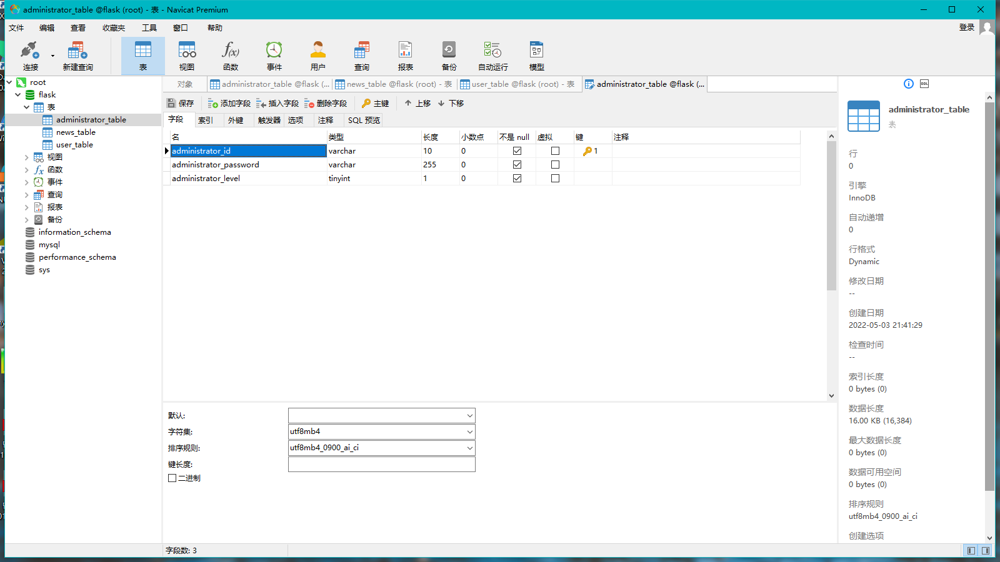 administrator_table @flask (root) - 表 - Navicat Premium
文件 编辑 查看 收藏夹 工具 窗口 帮助 登录
连接 新建查询 表 视图 函数 事件 用户 查询 报表 备份 自动运行 模型
root
flask
表
administrator_table
news_table
user_table
视图
函数
事件
查询
报表
备份
information_schema
mysql
performance_schema
sys
对象 administrator_table @flask (... news_table @flask (root) - 表 user_table @flask (root) - 表 administrator_table @flask (...
保存 添加字段 插入字段 删除字段 主键 上移 下移
字段 索引 外键 触发器 选项 注释 SQL 预览
名 类型 长度 小数点 不是 null 虚拟 键 注释
administrator_id varchar 10 0 1
administrator_password varchar 255 0
administrator_level tinyint 1 0
默认:
字符集: utf8mb4
排序规则: utf8mb4_0900_ai_ci
键长度:
二进制
字段数: 3
DDL
administrator_table
表
行
0
引擎
InnoDB
自动递增
0
行格式
Dynamic
修改日期
--
创建日期
2022-05-03 21:41:29
检查时间
--
索引长度
0 bytes (0)
数据长度
16.00 KB (16,384)
最大数据长度
0 bytes (0)
数据可用空间
0 bytes (0)
排序规则
utf8mb4_0900_ai_ci
创建选项